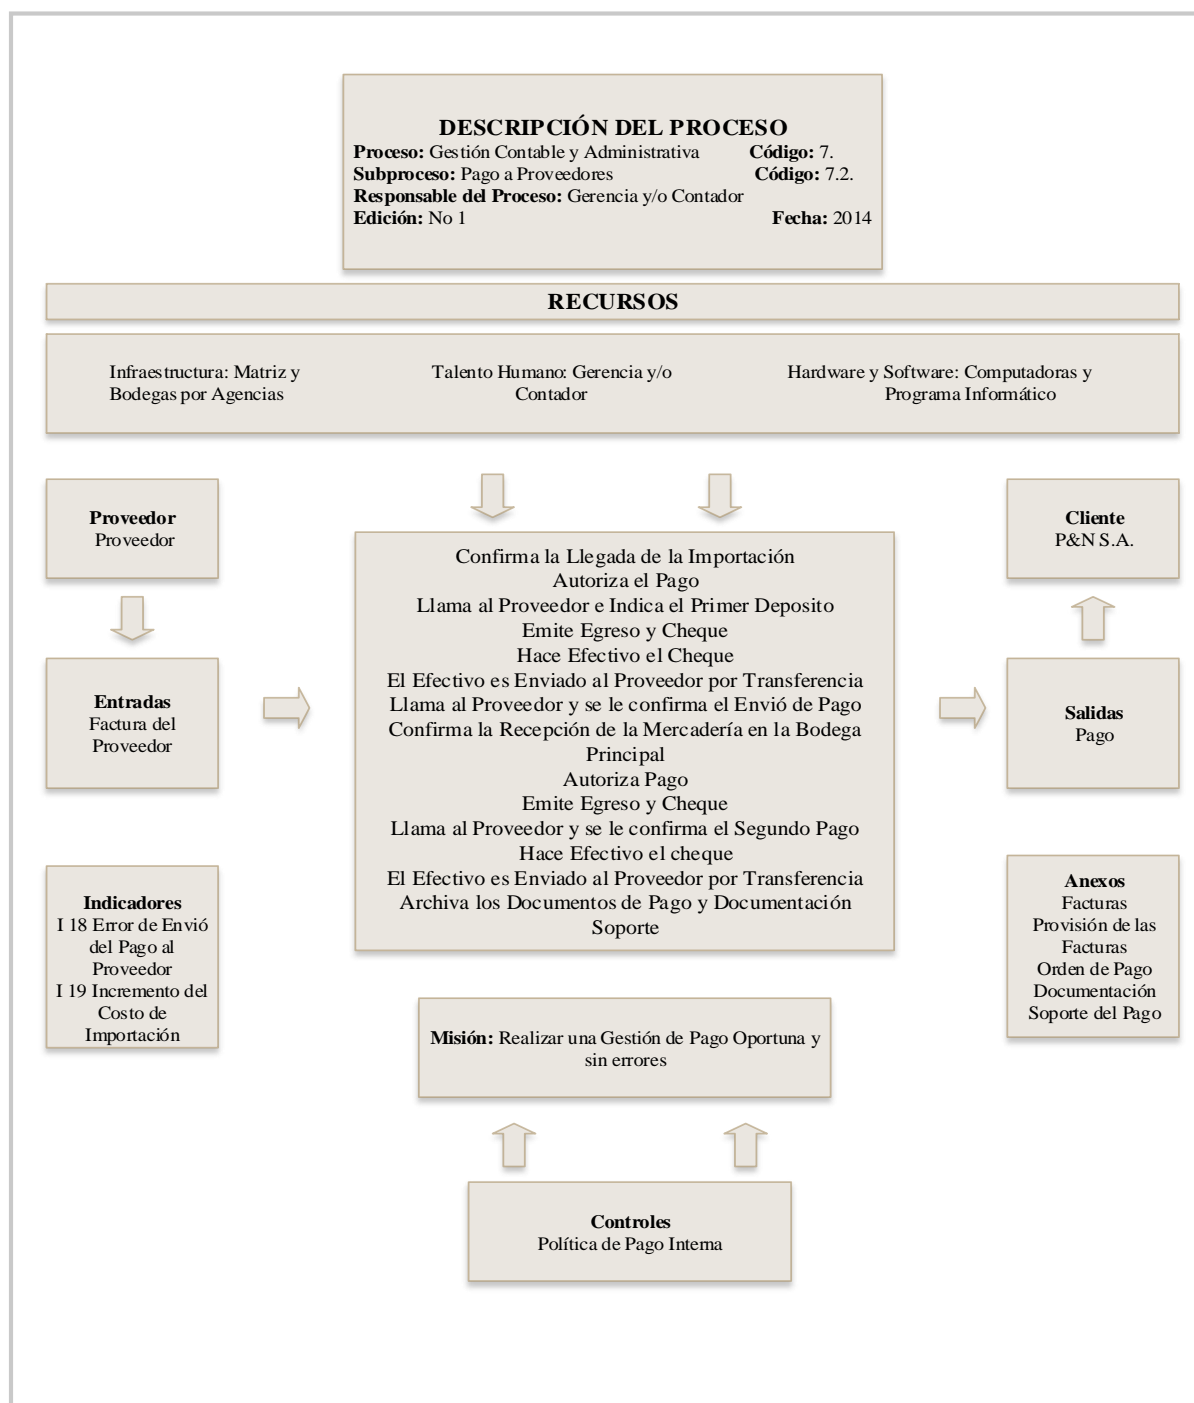 DESCRIPCIÓN DEL PROCESO
Proceso: Gestión Contable y Administrativa Código: 7.
Subproceso: Pago a Proveedores Código: 7.2.
Responsable del Proceso: Gerencia y/o Contador
Edición: No 1 Fecha: 2014
RECURSOS
Infraestructura: Matriz y
Bodegas por Agencias
Talento Humano: Gerencia y/o
Contador
Hardware y Software: Computadoras y
Programa Informático
Proveedor
Proveedor
Entradas
Factura del
Proveedor
Indicadores
I 18 Error de Envió
del Pago al
Proveedor
I 19 Incremento del
Costo de
Importación
Confirma la Llegada de la Importación
Autoriza el Pago
Llama al Proveedor e Indica el Primer Deposito
Emite Egreso y Cheque
Hace Efectivo el Cheque
El Efectivo es Enviado al Proveedor por Transferencia
Llama al Proveedor y se le confirma el Envió de Pago
Confirma la Recepción de la Mercadería en la Bodega
Principal
Autoriza Pago
Emite Egreso y Cheque
Llama al Proveedor y se le confirma el Segundo Pago
Hace Efectivo el cheque
El Efectivo es Enviado al Proveedor por Transferencia
Archiva los Documentos de Pago y Documentación
Soporte
Cliente
P&N S.A.
Salidas
Pago
Anexos
Facturas
Provisión de las
Facturas
Orden de Pago
Documentación
Soporte del Pago
Misión: Realizar una Gestión de Pago Oportuna y
sin errores
Controles
Política de Pago Interna